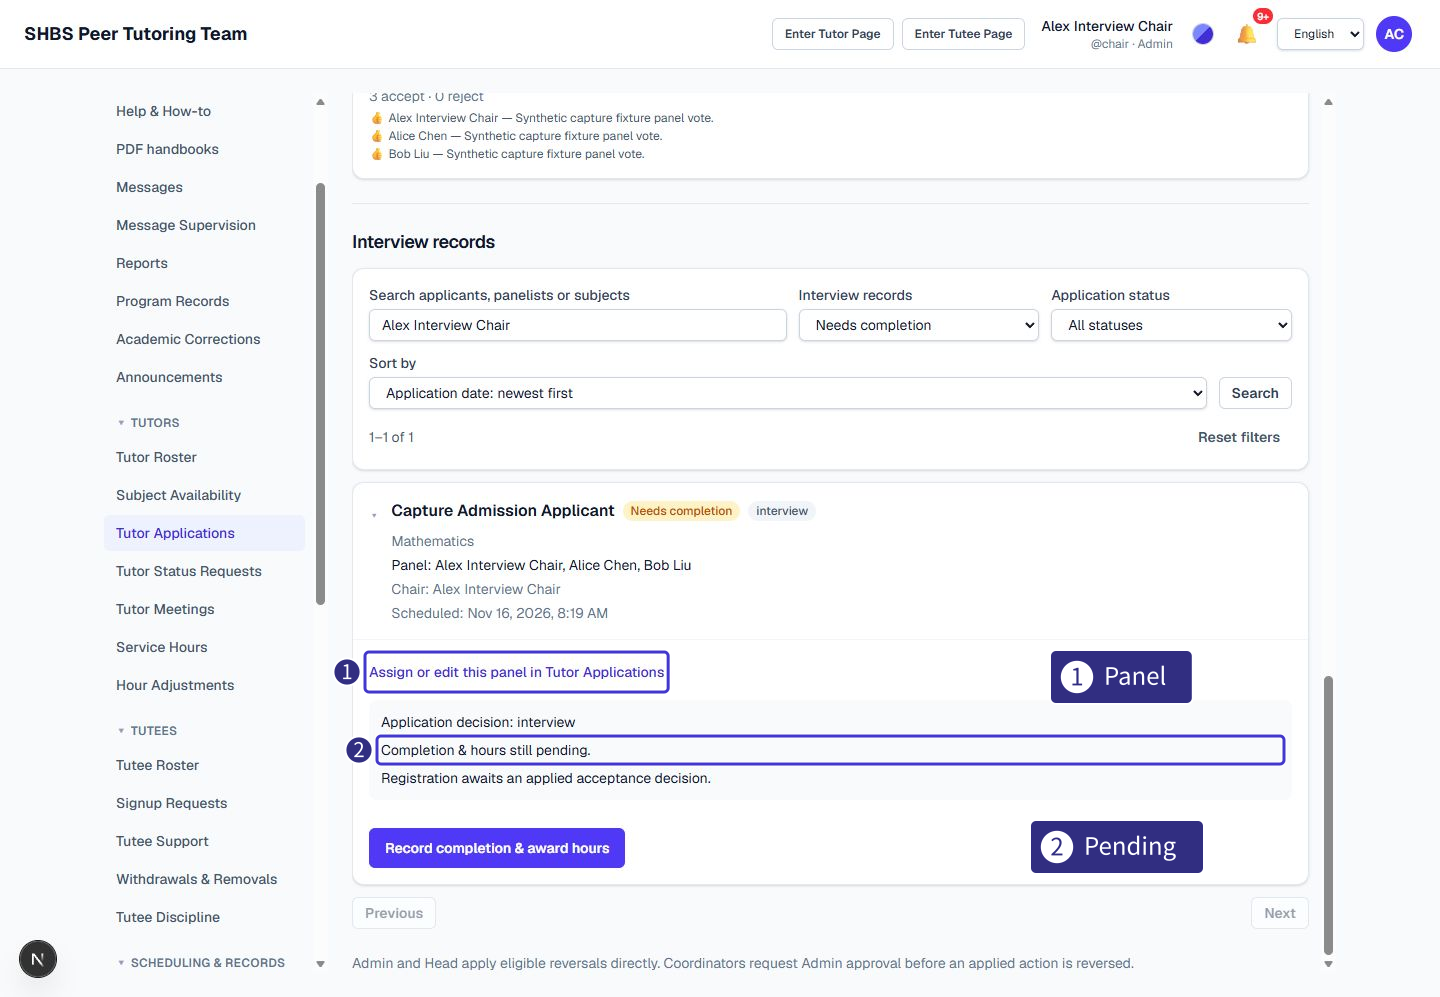 SHBS Peer Tutoring Team
Enter Tutor Page
Enter Tutee Page
Alex Interview Chair
@chair · Admin
9+
English
AC
Help & How-to
PDF handbooks
Messages
Message Supervision
Reports
Program Records
Academic Corrections
Announcements
TUTORS
Tutor Roster
Subject Availability
Tutor Applications
Tutor Status Requests
Tutor Meetings
Service Hours
Hour Adjustments
TUTEES
Tutee Roster
Signup Requests
Tutee Support
Withdrawals & Removals
Tutee Discipline
SCHEDULING & RECORDS
N
3 accept · 0 reject
Alex Interview Chair — Synthetic capture fixture panel vote.
Alice Chen — Synthetic capture fixture panel vote.
Bob Liu — Synthetic capture fixture panel vote.
Interview records
Search applicants, panelists or subjects
Interview records
Application status
Alex Interview Chair
Needs completion
All statuses
Sort by
Application date: newest first
Search
1–1 of 1
Reset filters
Capture Admission Applicant
Needs completion
interview
Mathematics
Panel: Alex Interview Chair, Alice Chen, Bob Liu
Chair: Alex Interview Chair
Scheduled: Nov 16, 2026, 8:19 AM
1
Assign or edit this panel in Tutor Applications
1 Panel
Application decision: interview
2
Completion & hours still pending.
Registration awaits an applied acceptance decision.
Record completion & award hours
2 Pending
Previous
Next
Admin and Head apply eligible reversals directly. Coordinators request Admin approval before an applied action is reversed.